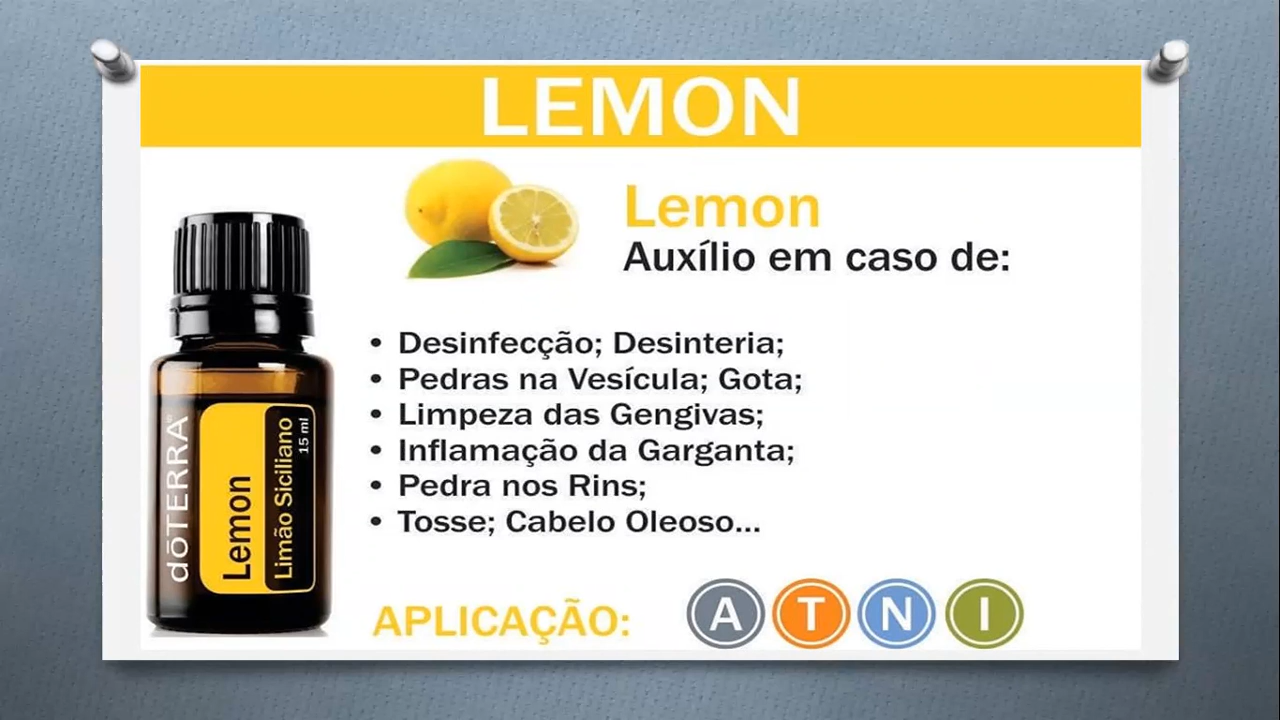 LEMON
Lemon
Auxílio em caso de:
• Desinfecção; Desinteria;
• Pedras na Vesícula; Gota;
• Limpeza das Gengivas;
• Inflamação da Garganta;
• Pedra nos Rins;
• Tosse; Cabelo Oleoso...
APLICAÇÃO: A T N I
dōTERRA
Lemon
Limão Siciliano
15 ml